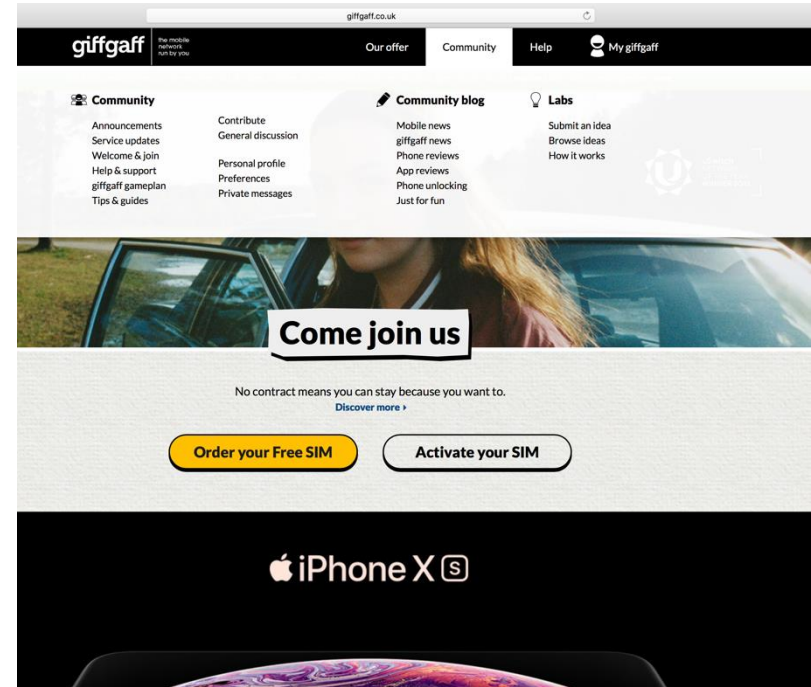 giffgaff.co.uk
giffgaff
the mobile
network
run by you
Our offer
Community
Help
My giffgaff
Community
Announcements
Service updates
Welcome & join
Help & support
giffgaff gameplan
Tips & guides
Contribute
General discussion
Personal profile
Preferences
Private messages
Community blog
Mobile news
giffgaff news
Phone reviews
App reviews
Phone unlocking
Just for fun
Labs
Submit an idea
Browse ideas
How it works
Come join us
No contract means you can stay because you want to.
Discover more
Order your Free SIM
Activate your SIM
iPhone XS